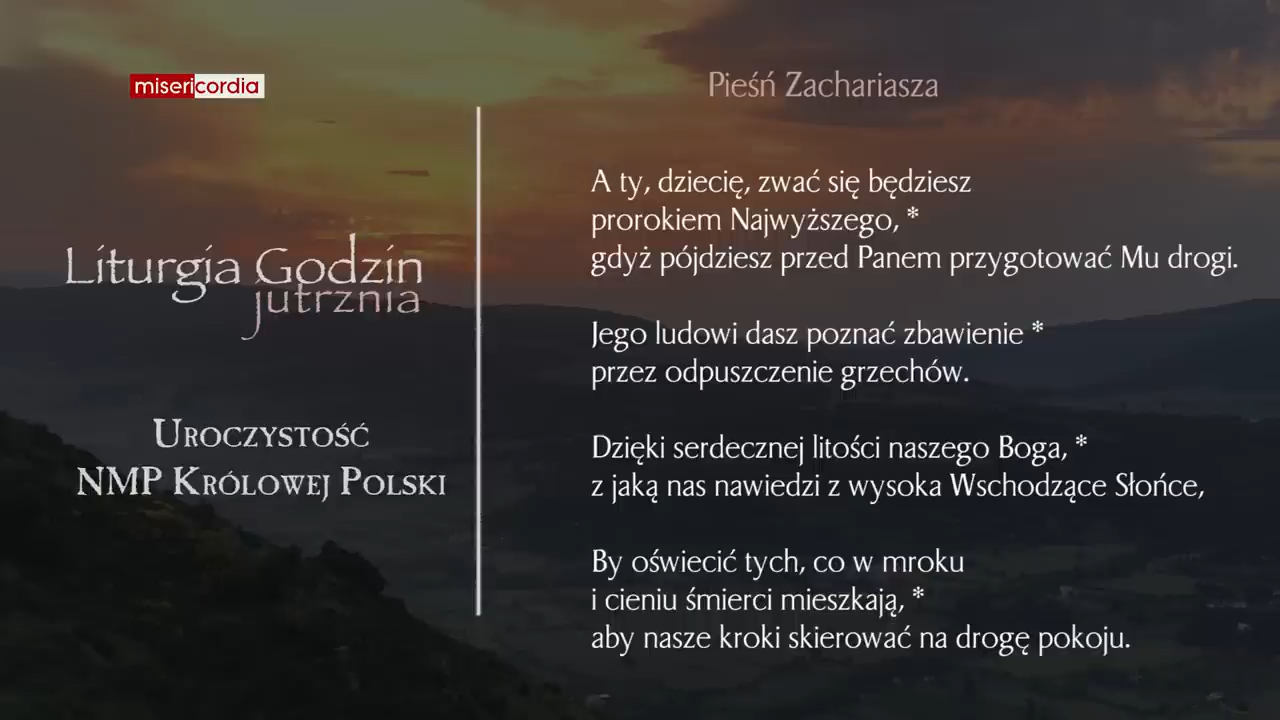 misericordia
Liturgia Godzin
jutrznia
Uroczystość
NMP Królowej Polski
Pieśń Zachariasza
A ty, dziecię, zwać się będziesz
prorokiem Najwyższego, *
gdyż pójdziesz przed Panem przygotować Mu drogi.
Jego ludowi dasz poznać zbawienie *
przez odpuszczenie grzechów.
Dzięki serdecznej litości naszego Boga, *
z jaką nas nawiedzi z wysoka Wschodzące Słońce,
By oświecić tych, co w mroku
i cieniu śmierci mieszkają, *
aby nasze kroki skierować na drogę pokoju.